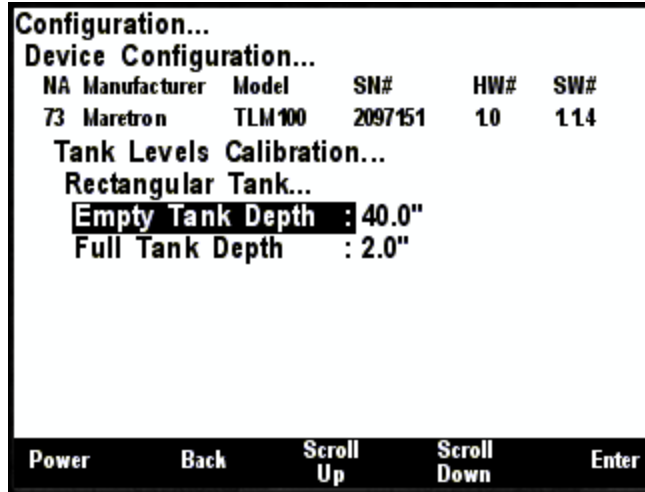 Configuration...
Device Configuration...
NA Manufacturer Model SN# HW# SW#
73 Maretron TLM100 2097151 1.0 1.1.4
Tank Levels Calibration...
Rectangular Tank...
Empty Tank Depth : 40.0"
Full Tank Depth : 2.0"
Power Back Scroll Up Scroll Down Enter